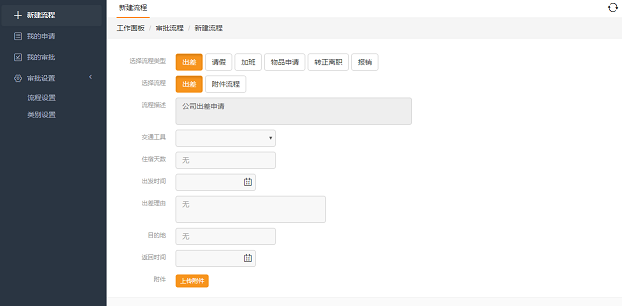 新建流程
我的申请
我的审批
审批设置
流程设置
类别设置
新建流程
工作面板 / 审批流程 / 新建流程
选择流程类型 出差 请假 加班 物品申请 转正离职 报销
选择流程 出差 附件流程
流程描述 公司出差申请
交通工具
住宿天数 无
出发时间
出差理由 无
目的地 无
返回时间
附件 上传附件